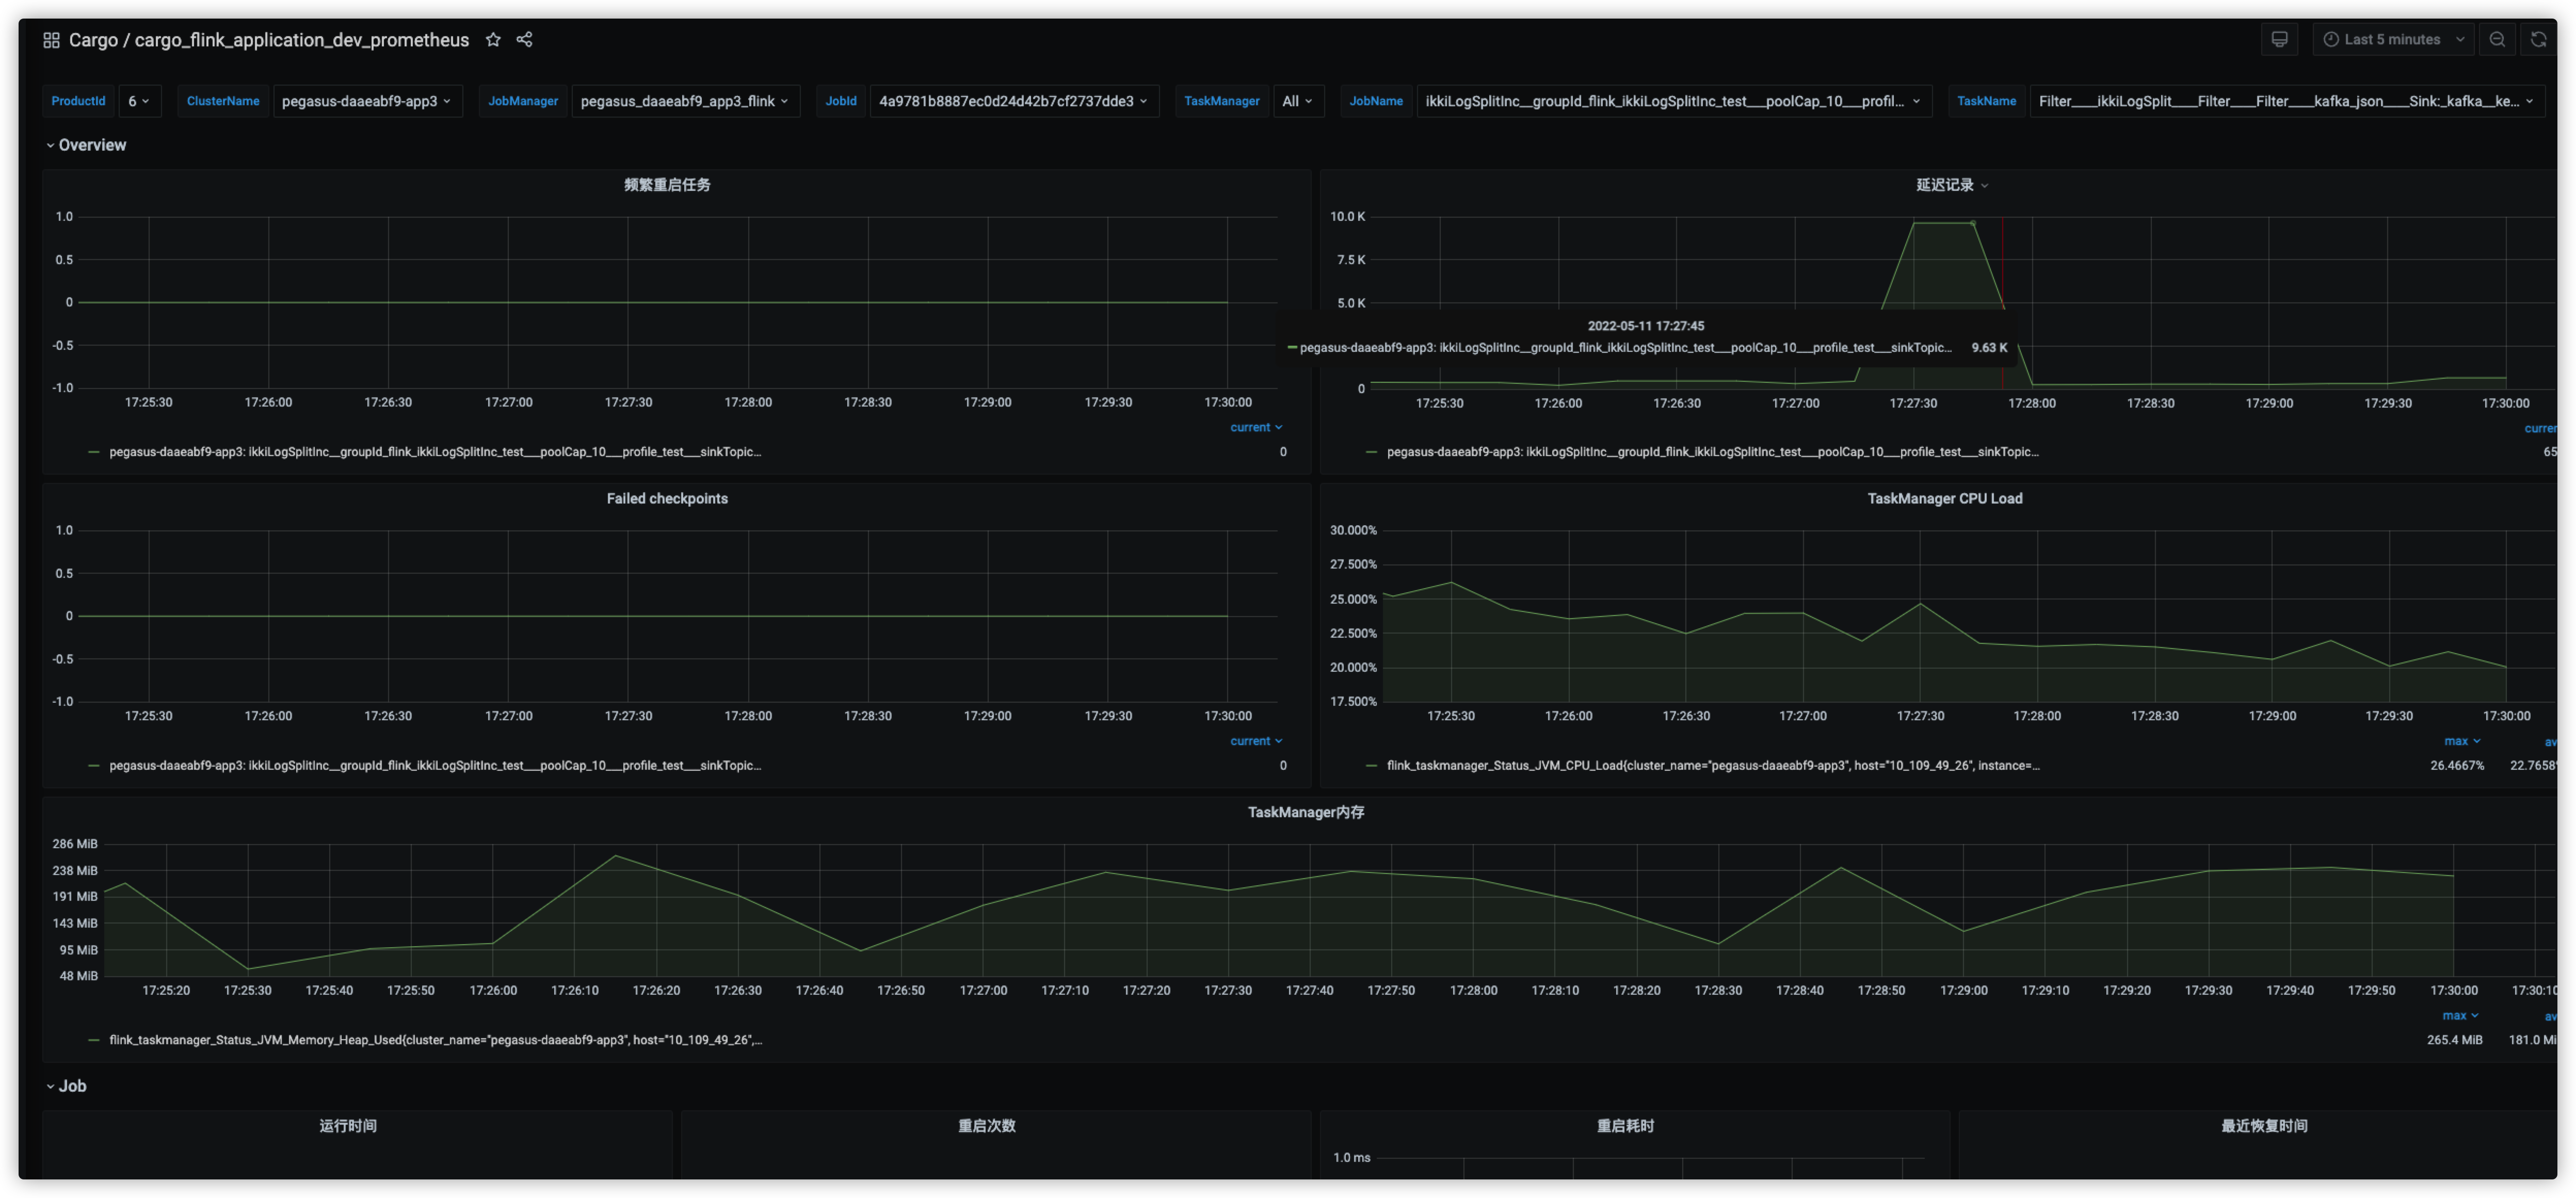 Cargo / cargo_flink_application_dev_prometheus
Last 5 minutes
ProductId 6 ClusterName pegasus-daaeabf9-app3 JobManager pegasus_daaeabf9_app3_flink JobId 4a9781b8887ec0d24d42b7cf2737dde3 TaskManager All JobName ikkiLogSplitInc__groupId_flink_ikkiLogSplitInc_test___poolCap_10___profil... TaskName Filter____ikkiLogSplit____Filter____Filter____kafka_json____Sink:_kafka__ke...
Overview
频繁重启任务
1.0
0.5
0
-0.5
-1.0
17:25:30 17:26:00 17:26:30 17:27:00 17:27:30 17:28:00 17:28:30 17:29:00 17:29:30 17:30:00
current
pegasus-daaeabf9-app3: ikkiLogSplitInc__groupId_flink_ikkiLogSplitInc_test___poolCap_10___profile_test___sinkTopic... 0
延迟记录
10.0 K
7.5 K
5.0 K
2022-05-11 17:27:45
pegasus-daaeabf9-app3: ikkiLogSplitInc__groupId_flink_ikkiLogSplitInc_test___poolCap_10___profile_test___sinkTopic... 9.63 K
0
17:25:30 17:26:00 17:26:30 17:27:00 17:27:30 17:28:00 17:28:30 17:29:00 17:29:30 17:30:00
curre
pegasus-daaeabf9-app3: ikkiLogSplitInc__groupId_flink_ikkiLogSplitInc_test___poolCap_10___profile_test___sinkTopic... 65
Failed checkpoints
1.0
0.5
0
-0.5
-1.0
17:25:30 17:26:00 17:26:30 17:27:00 17:27:30 17:28:00 17:28:30 17:29:00 17:29:30 17:30:00
current
pegasus-daaeabf9-app3: ikkiLogSplitInc__groupId_flink_ikkiLogSplitInc_test___poolCap_10___profile_test___sinkTopic... 0
TaskManager CPU Load
30.000%
27.500%
25.000%
22.500%
20.000%
17.500%
17:25:30 17:26:00 17:26:30 17:27:00 17:27:30 17:28:00 17:28:30 17:29:00 17:29:30 17:30:00
max av
flink_taskmanager_Status_JVM_CPU_Load{cluster_name="pegasus-daaeabf9-app3", host="10_109_49_26", instance=... 26.4667% 22.7658
TaskManager内存
286 MiB
238 MiB
191 MiB
143 MiB
95 MiB
48 MiB
17:25:20 17:25:30 17:25:40 17:25:50 17:26:00 17:26:10 17:26:20 17:26:30 17:26:40 17:26:50 17:27:00 17:27:10 17:27:20 17:27:30 17:27:40 17:27:50 17:28:00 17:28:10 17:28:20 17:28:30 17:28:40 17:28:50 17:29:00 17:29:10 17:29:20 17:29:30 17:29:40 17:29:50 17:30:00 17:30:10
max av
flink_taskmanager_Status_JVM_Memory_Heap_Used{cluster_name="pegasus-daaeabf9-app3", host="10_109_49_26",... 265.4 MiB 181.0 Mi
Job
运行时间
重启次数
重启耗时
1.0 ms
最近恢复时间